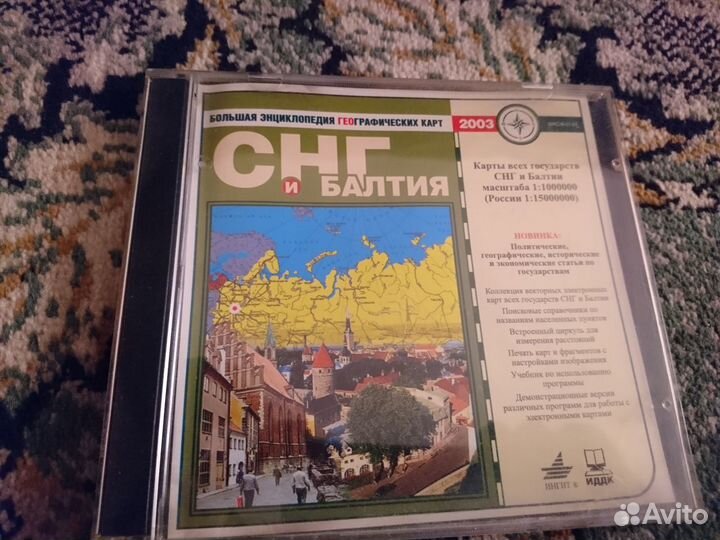 БОЛЬШАЯ ЭНЦИКЛОПЕДИЯ ГЕОГРАФИЧЕСКИХ КАРТ
2003
СНГ
и БАЛТИЯ
Карты всех государств
СНГ и Балтии
масштаба 1:1000000
(России 1:15000000)
НОВИНКА:
Политические,
географические, исторические
и экономические статьи по
государствам
Коллекция векторных электронных
карт всех государств СНГ и Балтии
Поисковые справочники по
названиям населенных пунктов
Встроенный циркуль для
измерения расстояний
Печать карт и фрагментов с
настройками изображения
Учебник по использованию
программы
Демонстрационные версии
различных программ для работы с
электронными картами
ИНГИТ
ИДДК
Avito